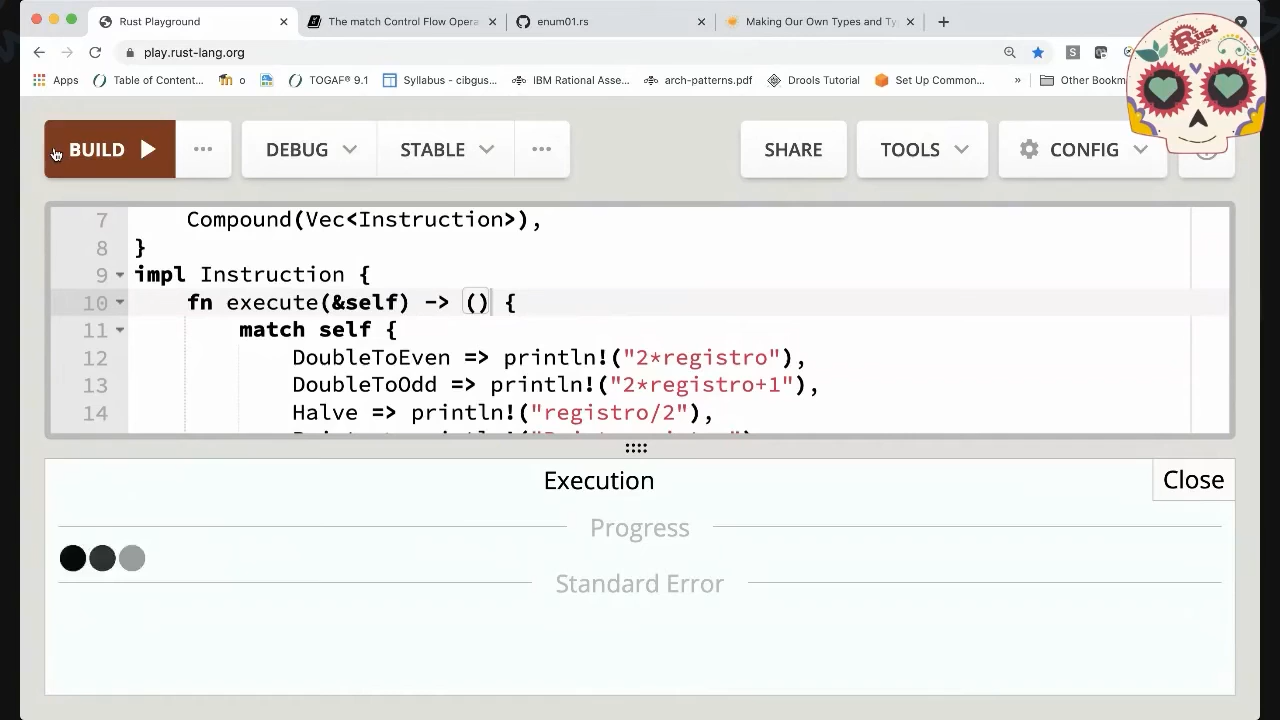 Rust Playground
The match Control Flow Opera
enum01.rs
Making Our Own Types and Ty
play.rust-lang.org
Apps
Table of Content...
o
TOGAF® 9.1
Syllabus - cibgus...
IBM Rational Asse...
arch-patterns.pdf
Drools Tutorial
Set Up Common...
»
Other Bookm
Rust
BUILD
...
DEBUG
STABLE
...
SHARE
TOOLS
CONFIG
7 Compound(Vec<Instruction>),
8 }
9 impl Instruction {
10 fn execute(&self) -> () {
11 match self {
12 DoubleToEven => println!("2*registro"),
13 DoubleToOdd => println!("2*registro+1"),
14 Halve => println!("registro/2"),
Execution
Close
Progress
Standard Error